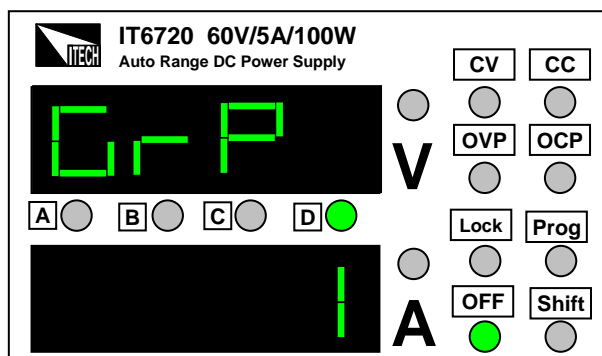 ITECH
IT6720 60V/5A/100W
Auto Range DC Power Supply
CV CC
GrP
V
OVP OCP
A B C D
Lock Prog
1
A
OFF Shift